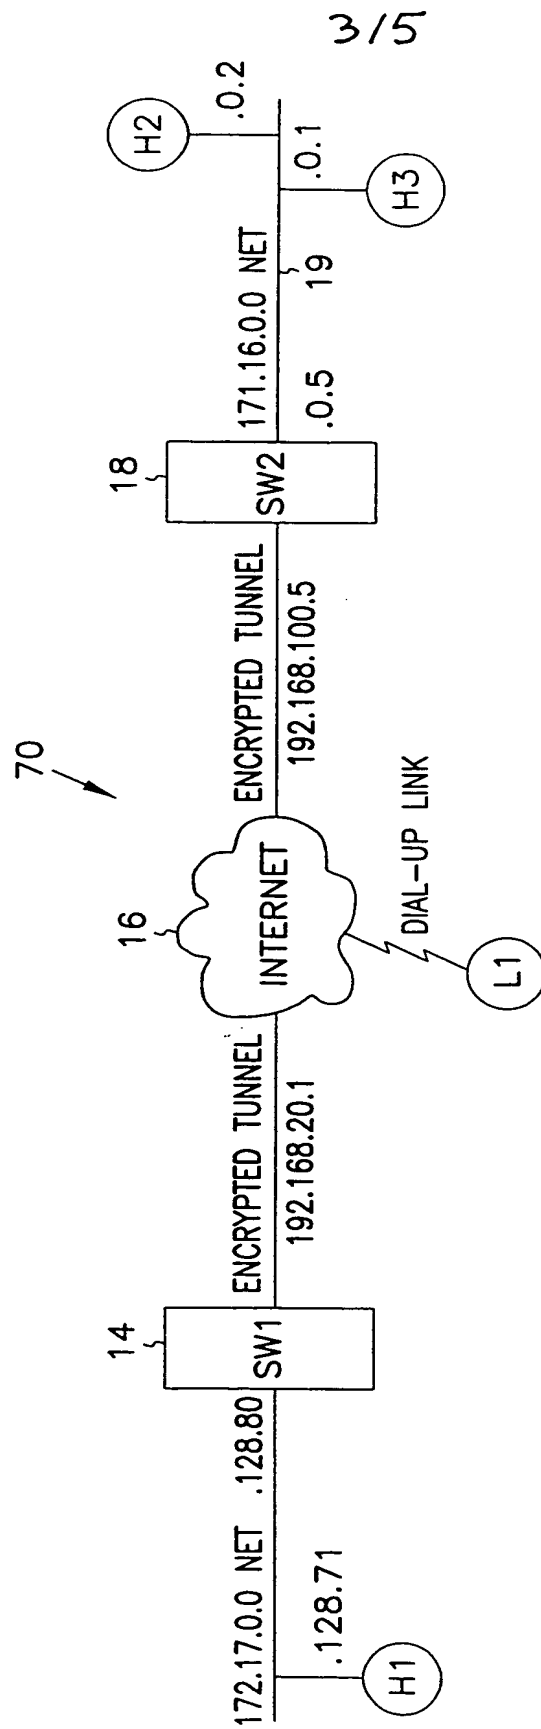 3/5
70
172.17.0.0 NET
.128.80
.128.71
H1
14
SW1
ENCRYPTED TUNNEL
192.168.20.1
16
INTERNET
DIAL-UP LINK
L1
ENCRYPTED TUNNEL
192.168.100.5
18
SW2
171.16.0.0 NET
.0.5
19
H2
.0.2
.0.1
H3